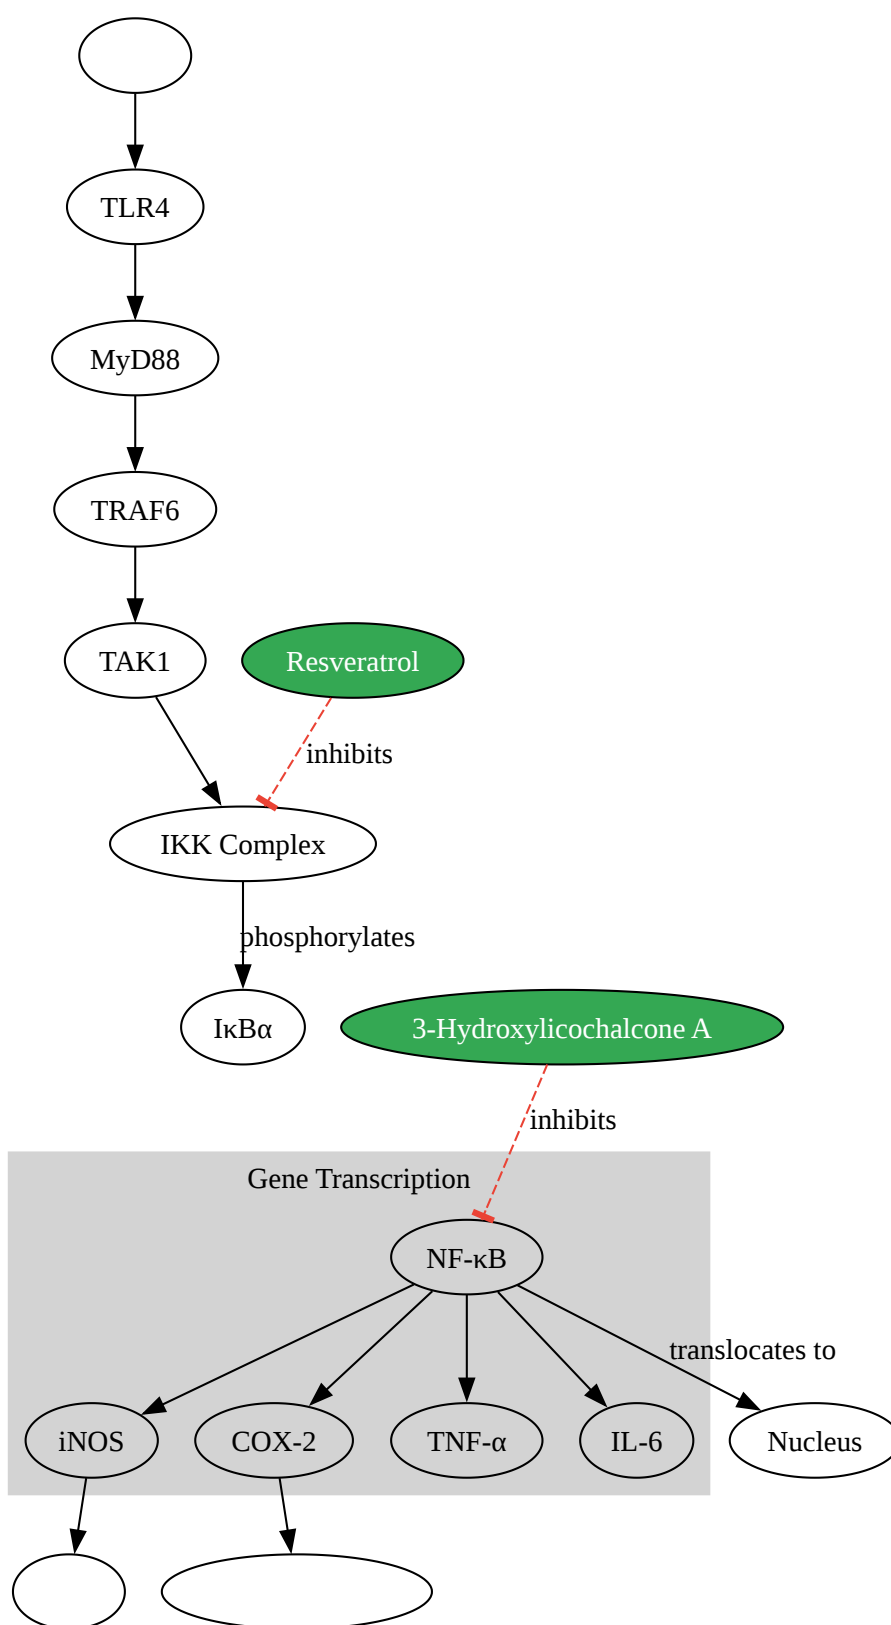 TLR4
MyD88
TRAF6
TAK1
Resveratrol
inhibits
IKK Complex
phosphorylates
IκBα
3-Hydroxylicochalcone A
inhibits
Gene Transcription
NF-κB
translocates to
iNOS
COX-2
TNF-α
IL-6
Nucleus